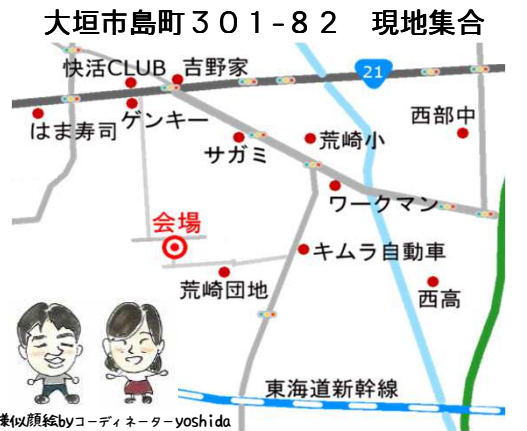 大垣市島町３０１-８２　現地集合
快活CLUB
吉野家
21
はま寿司
ゲンキー
サガミ
荒崎小
西部中
ワークマン
会場
キムラ自動車
荒崎団地
西高
東海道新幹線
似顔絵byコーディネーターyoshida